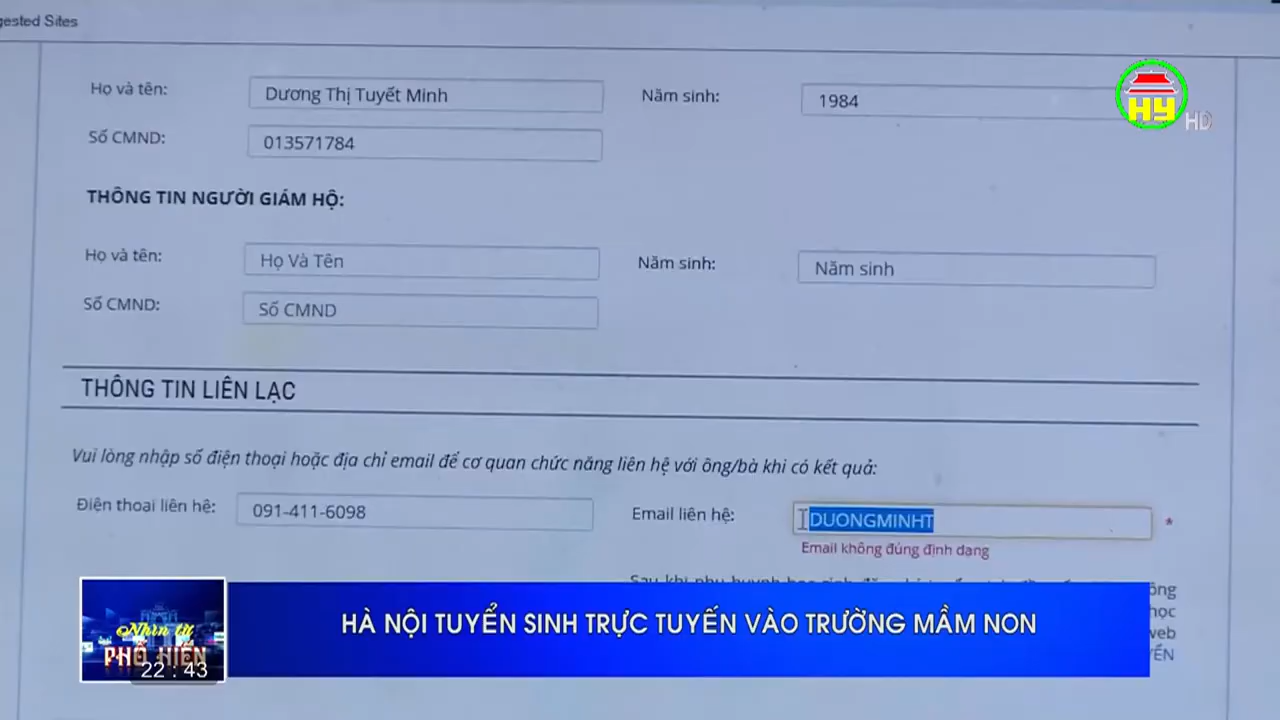 gested Sites
Họ và tên: Dương Thị Tuyết Minh Năm sinh: 1984
Số CMND: 013571784
THÔNG TIN NGƯỜI GIÁM HỘ:
Họ và tên: Họ Và Tên Năm sinh: Năm sinh
Số CMND: Số CMND
THÔNG TIN LIÊN LẠC
Vui lòng nhập số điện thoại hoặc địa chỉ email để cơ quan chức năng liên hệ với ông/bà khi có kết quả:
Điện thoại liên hệ: 091-411-6098 Email liên hệ: DUONGMINHT *
Email không đúng định dạng
HY HD
HÀ NỘI TUYỂN SINH TRỰC TUYẾN VÀO TRƯỜNG MẦM NON
Nhìn từ
PHỐ HIẾN
22:43